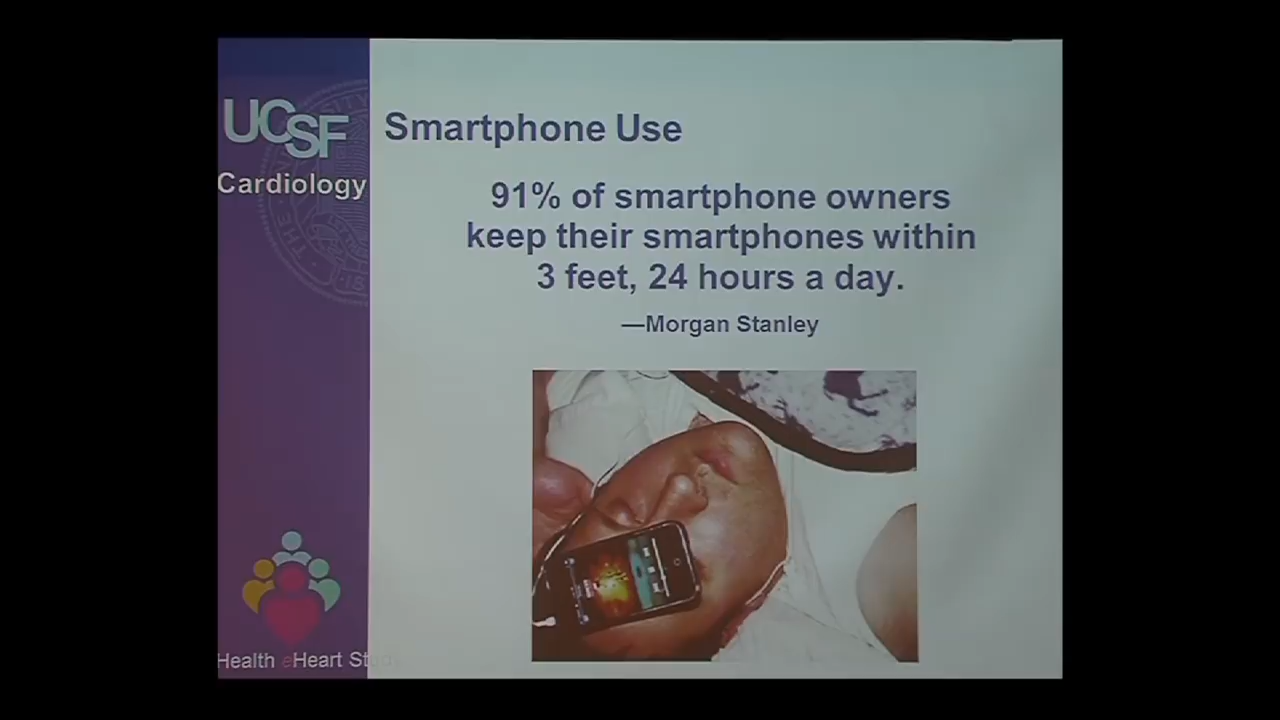 UCSF
Cardiology
Smartphone Use
91% of smartphone owners
keep their smartphones within
3 feet, 24 hours a day.
—Morgan Stanley
Health eHeart